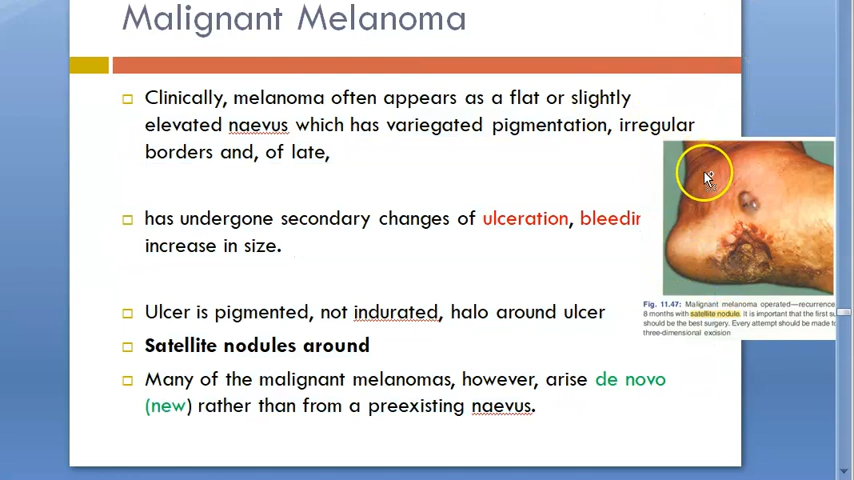 Malignant Melanoma
Clinically, melanoma often appears as a flat or slightly
elevated naevus which has variegated pigmentation, irregular
borders and, of late,
has undergone secondary changes of ulceration, bleedin
increase in size.
Ulcer is pigmented, not indurated, halo around ulcer
Satellite nodules around
Many of the malignant melanomas, however, arise de novo
(new) rather than from a preexisting naevus.
Fig. 11.47: Malignant melanoma operated—recurrence
8 months with satellite nodule. It is important that the first su
should be the best surgery. Every attempt should be made to
three-dimensional excision